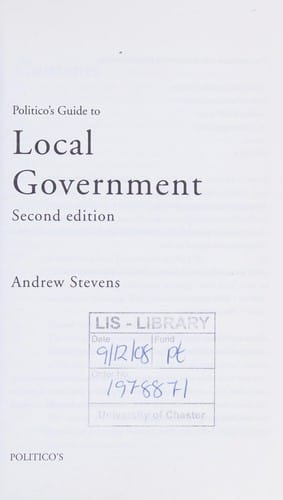 Politico's Guide to
Local
Government
Second edition
Andrew Stevens
LIS - LIBRARY
Date
Fund
9/12/08
pt
Order No
1978871
University of Chester
POLITICO'S